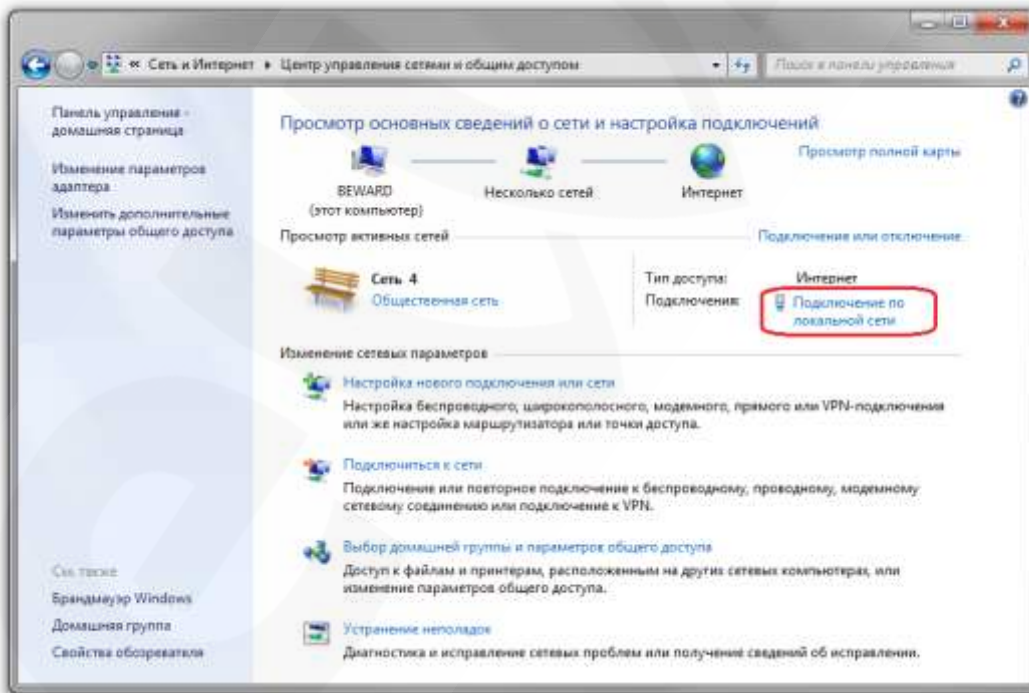 « Сеть и Интернет ▸ Центр управления сетями и общим доступом
Поиск в панели управления
Панель управления -
домашняя страница
Изменение параметров
адаптера
Изменить дополнительные
параметры общего доступа
Просмотр основных сведений о сети и настройка подключений
Просмотр полной карты
BEWARD
(этот компьютер)
Несколько сетей
Интернет
Просмотр активных сетей
Подключение или отключение
Сеть 4
Общественная сеть
Тип доступа:
Интернет
Подключения:
Подключение по
локальной сети
Изменение сетевых параметров
Настройка нового подключения или сети
Настройка беспроводного, широкополосного, модемного, прямого или VPN-подключения
или же настройка маршрутизатора или точки доступа.
Подключиться к сети
Подключение или повторное подключение к беспроводному, проводному, модемному
сетевому соединению или подключение к VPN.
Выбор домашней группы и параметров общего доступа
Доступ к файлам и принтерам, расположенным на других сетевых компьютерах, или
изменение параметров общего доступа.
Устранение неполадок
Диагностика и исправление сетевых проблем или получение сведений об исправлении.
См. также
Брандмауэр Windows
Домашняя группа
Свойства обозревателя